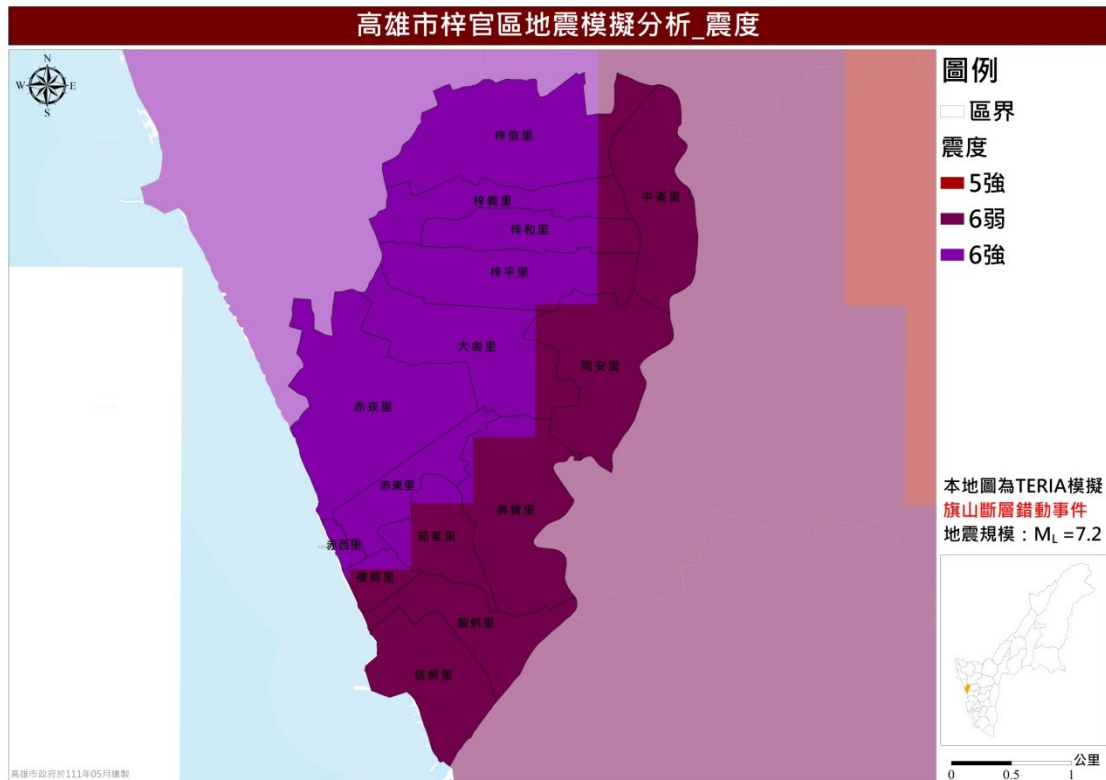 高雄市梓官區地震模擬分析_震度
N
W
E
S
圖例
區界
震度
5強
6弱
6強
梓信里
中崙里
梓義里
梓和里
梓平里
大舍里
同安里
赤崁里
赤東里
典寶里
茄苳里
赤西里
禮蚵里
智蚵里
信蚵里
本地圖為TERIA模擬
旗山斷層錯動事件
地震規模：ML =7.2
公里
0 0.5 1
高雄市政府於111年05月繪製